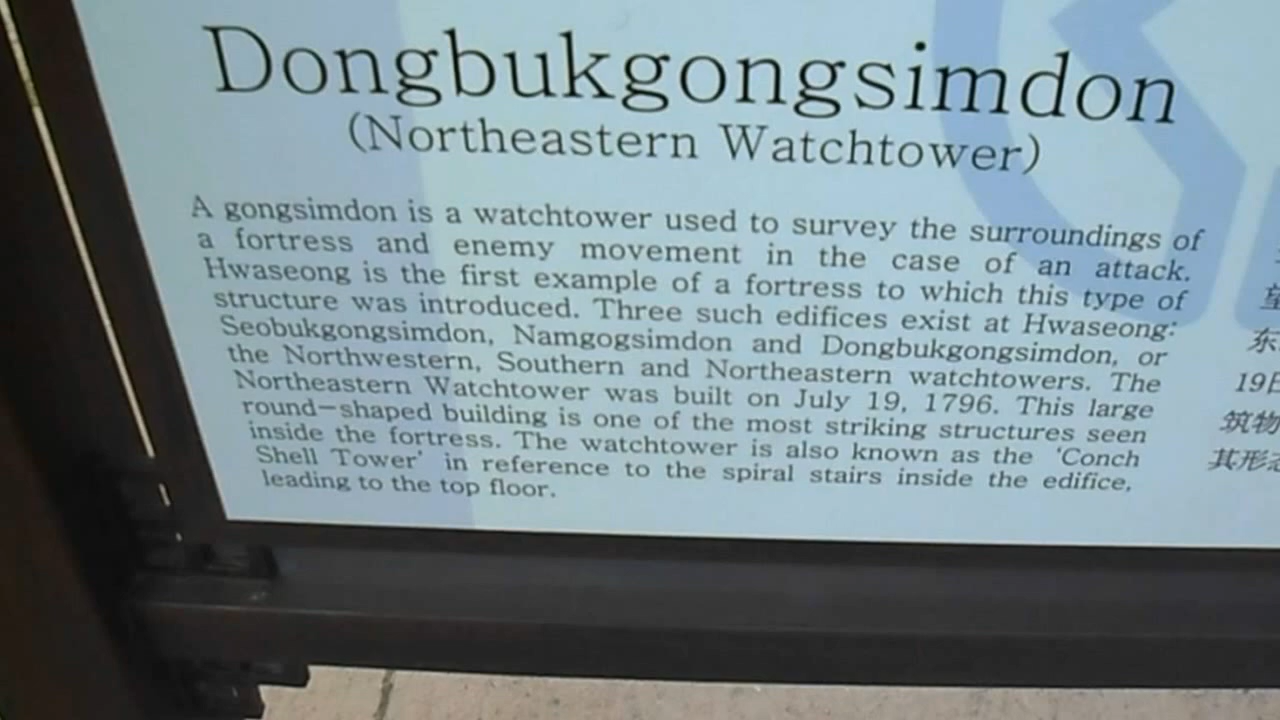 Dongbukgongsimdon
(Northeastern Watchtower)
A gongsimdon is a watchtower used to survey the surroundings of
a fortress and enemy movement in the case of an attack.
Hwaseong is the first example of a fortress to which this type of
structure was introduced. Three such edifices exist at Hwaseong:
Seobukgongsimdon, Namgogsimdon and Dongbukgongsimdon, or
the Northwestern, Southern and Northeastern watchtowers. The
Northeastern Watchtower was built on July 19, 1796. This large
round-shaped building is one of the most striking structures seen
inside the fortress. The watchtower is also known as the 'Conch
Shell Tower' in reference to the spiral stairs inside the edifice,
leading to the top floor.
东
19日
筑物
其形态